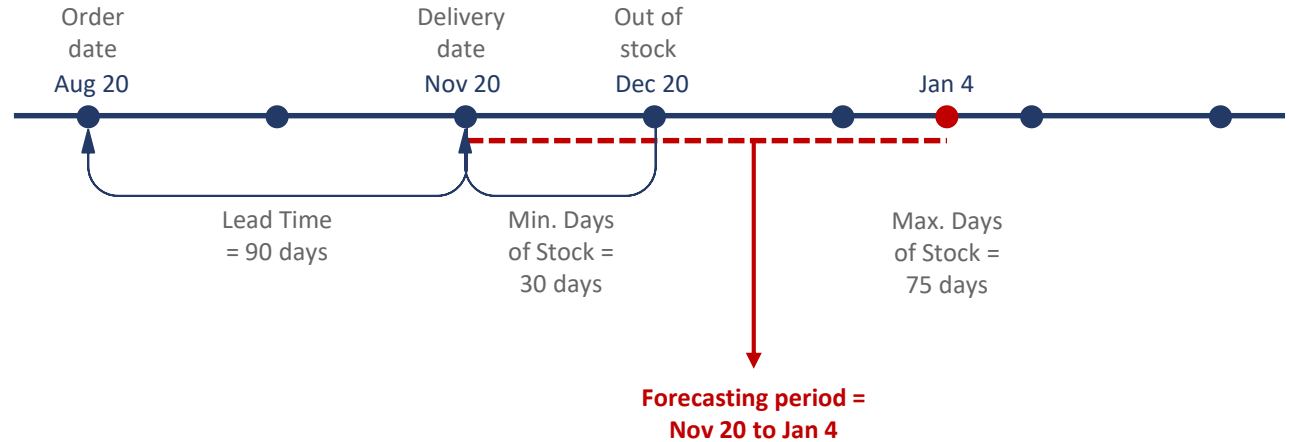 Order
date
Aug 20
Delivery
date
Nov 20
Out of
stock
Dec 20
Jan 4
Lead Time
= 90 days
Min. Days
of Stock =
30 days
Max. Days
of Stock =
75 days
Forecasting period =
Nov 20 to Jan 4